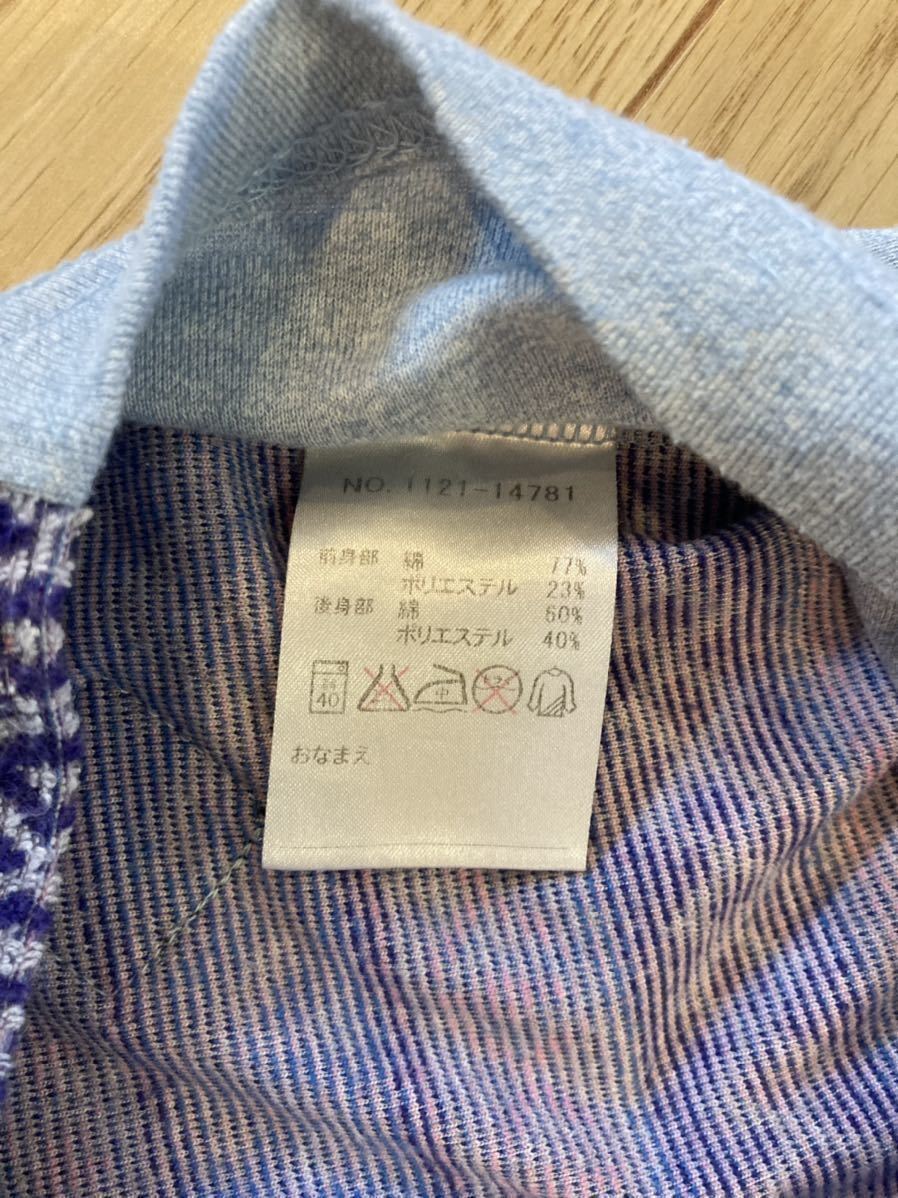 NO. 1121-14781
前身部 綿 77%
ポリエステル 23%
後身部 綿 60%
ポリエステル 40%
40 中
おなまえ